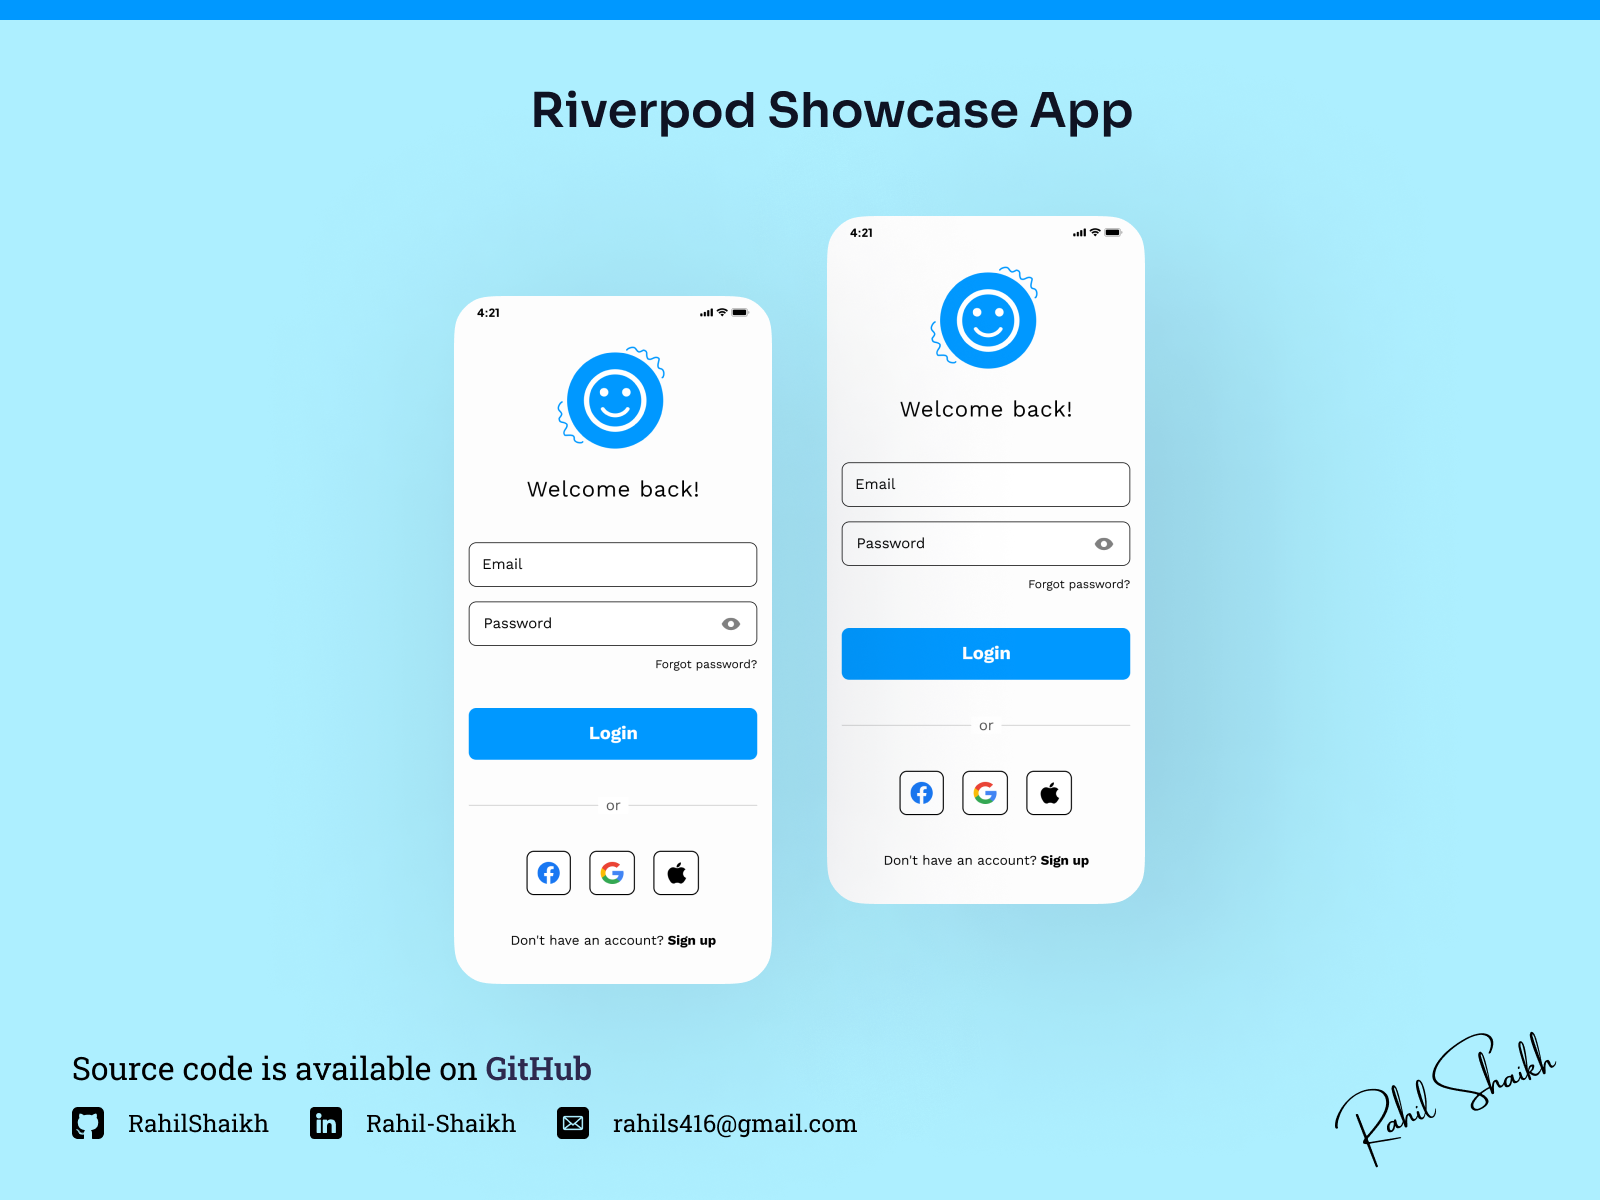 Riverpod Showcase App
4:21
Welcome back!
Email
Password
Forgot password?
Login
or
Don't have an account? Sign up
4:21
Welcome back!
Email
Password
Forgot password?
Login
or
Don't have an account? Sign up
Source code is available on GitHub
RahilShaikh
in
Rahil-Shaikh
rahils416@gmail.com
Rahil Shaikh